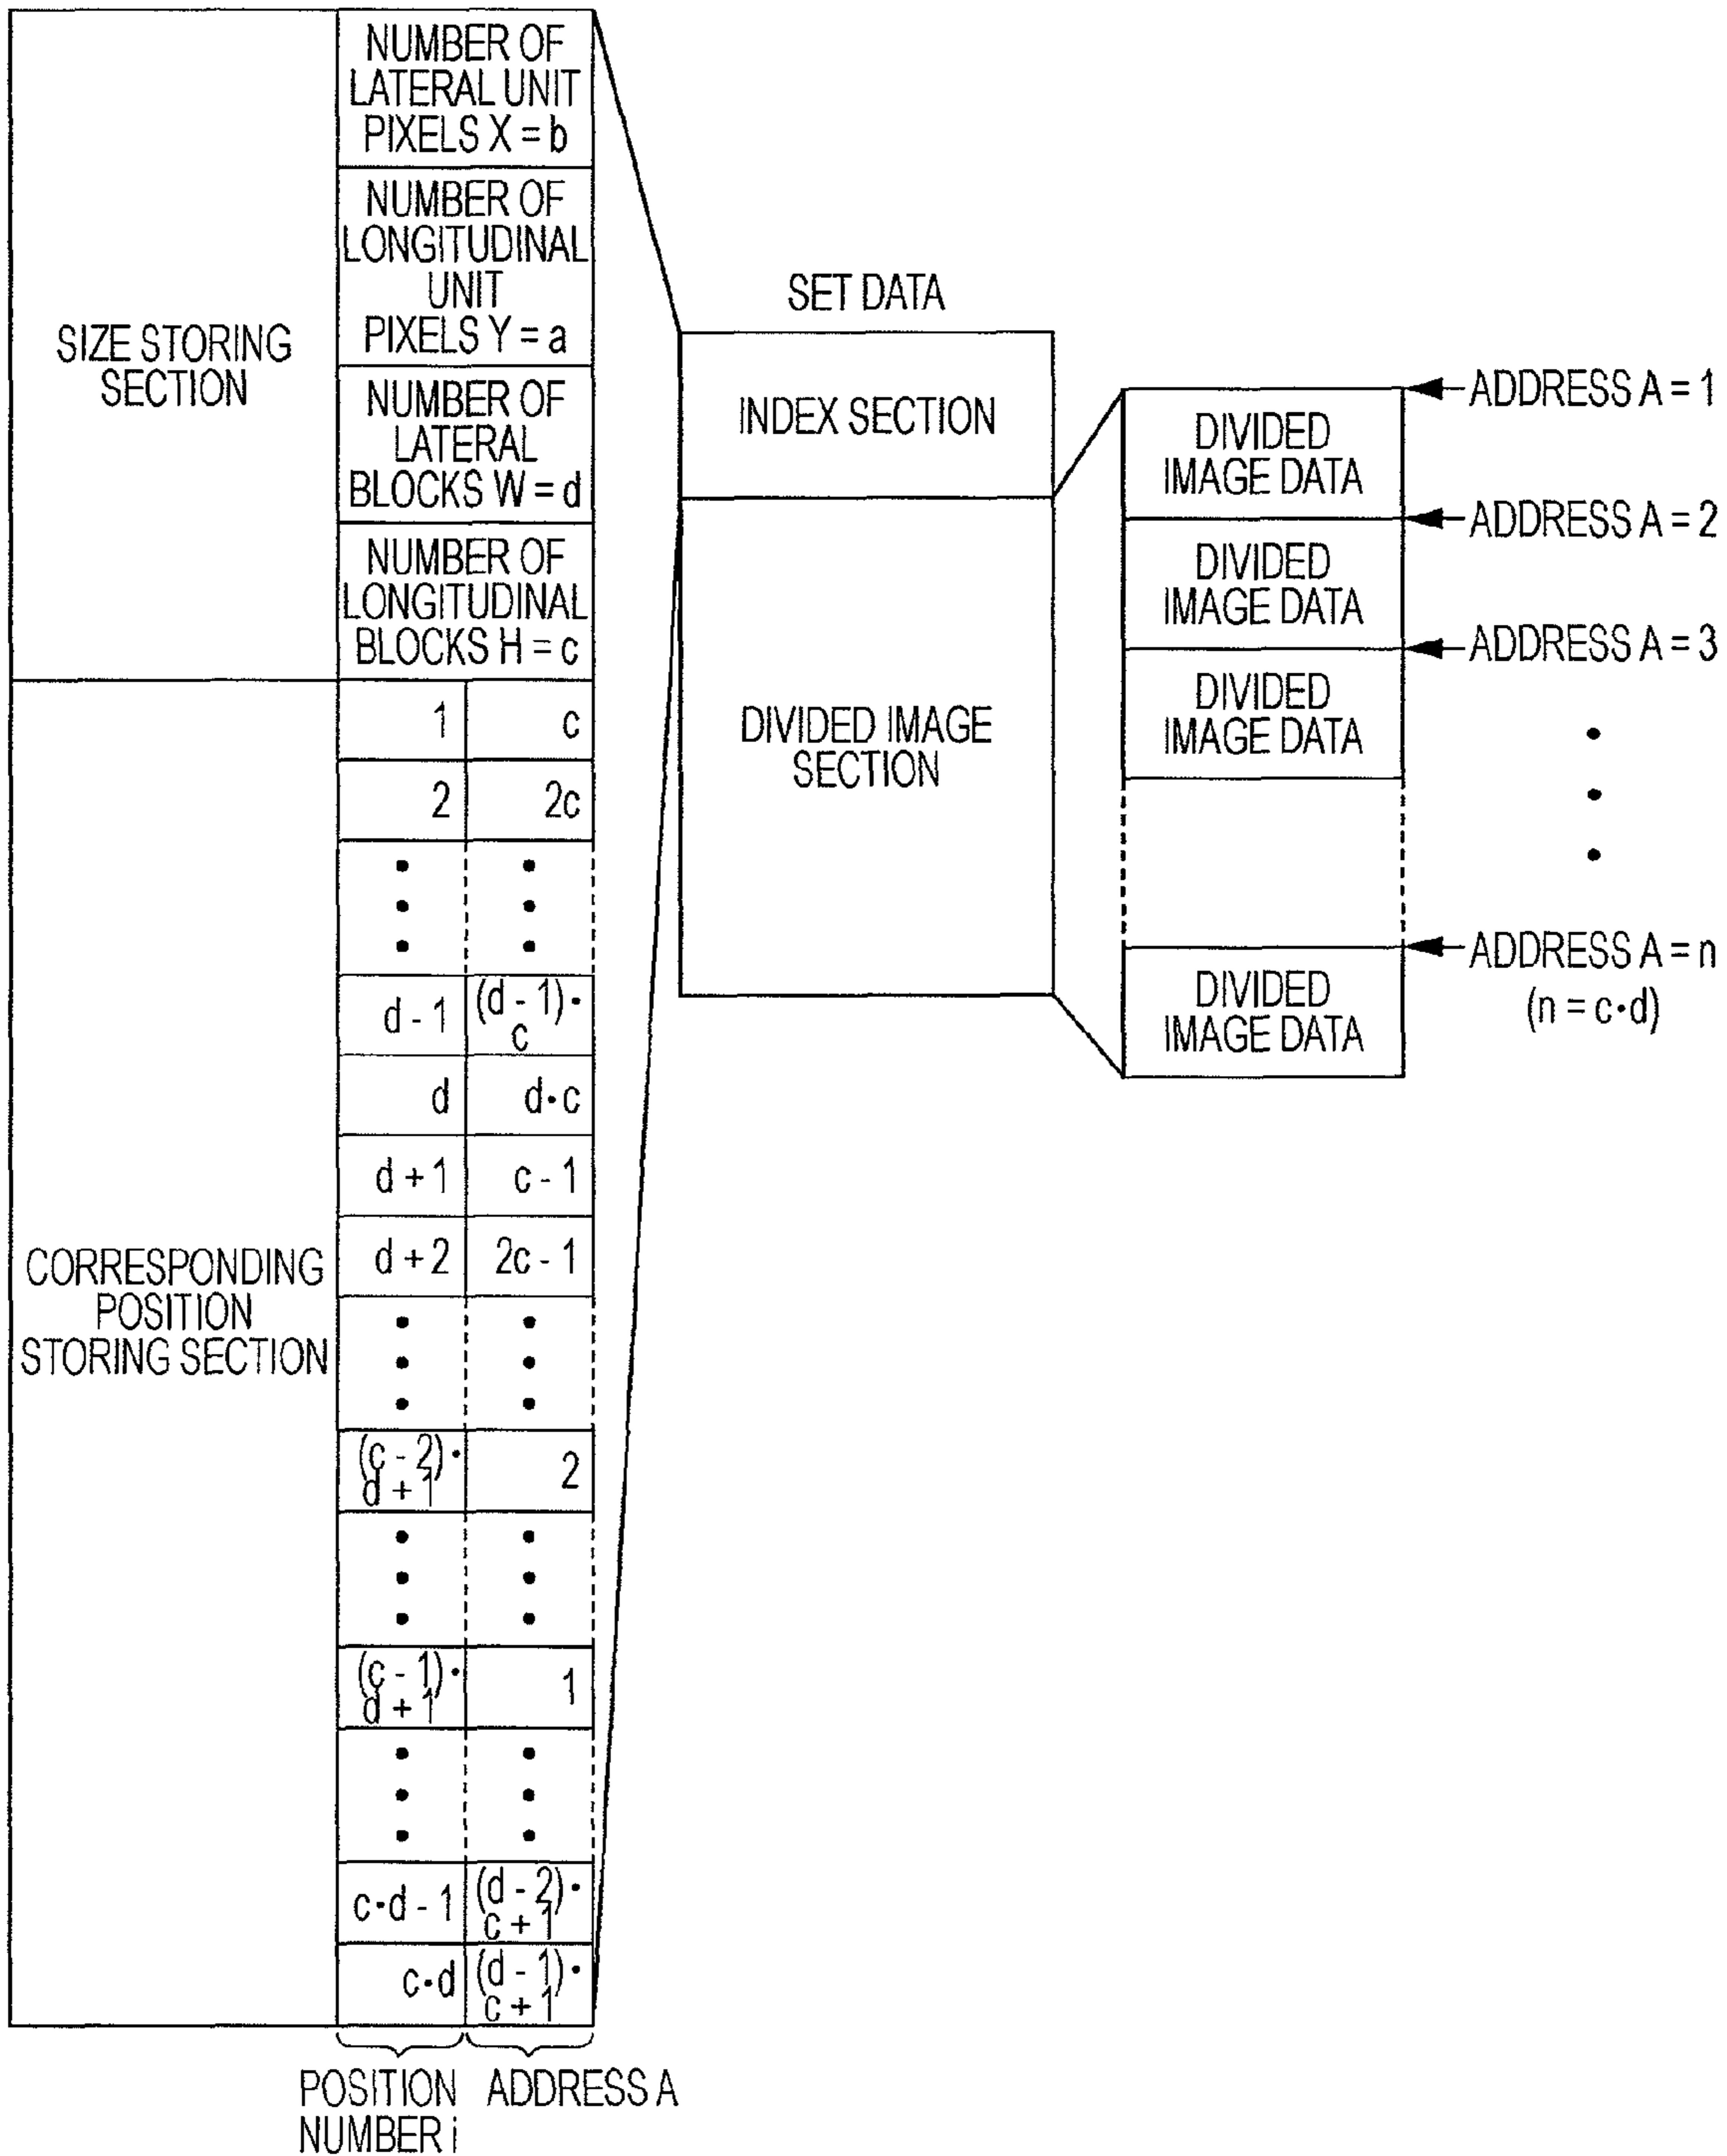 NUMBER OF
LATERAL UNIT
PIXELS X = b
NUMBER OF
LONGITUDINAL
UNIT
PIXELS Y = a
SIZE STORING
SECTION
NUMBER OF
LATERAL
BLOCKS W = d
NUMBER OF
LONGITUDINAL
BLOCKS H = c
1 c
2 2c
d - 1 (d - 1)•
c
d d•c
d + 1 c - 1
d + 2 2c - 1
CORRESPONDING
POSITION
STORING SECTION
(c - 2)•
d + 1 2
(c - 1)•
d + 1 1
c•d - 1 (d - 2)•
c + 1
c•d (d - 1)•
c + 1
POSITION
NUMBER i
ADDRESS A
SET DATA
INDEX SECTION
DIVIDED IMAGE
SECTION
DIVIDED
IMAGE DATA
DIVIDED
IMAGE DATA
DIVIDED
IMAGE DATA
DIVIDED
IMAGE DATA
ADDRESS A = 1
ADDRESS A = 2
ADDRESS A = 3
ADDRESS A = n
(n = c•d)